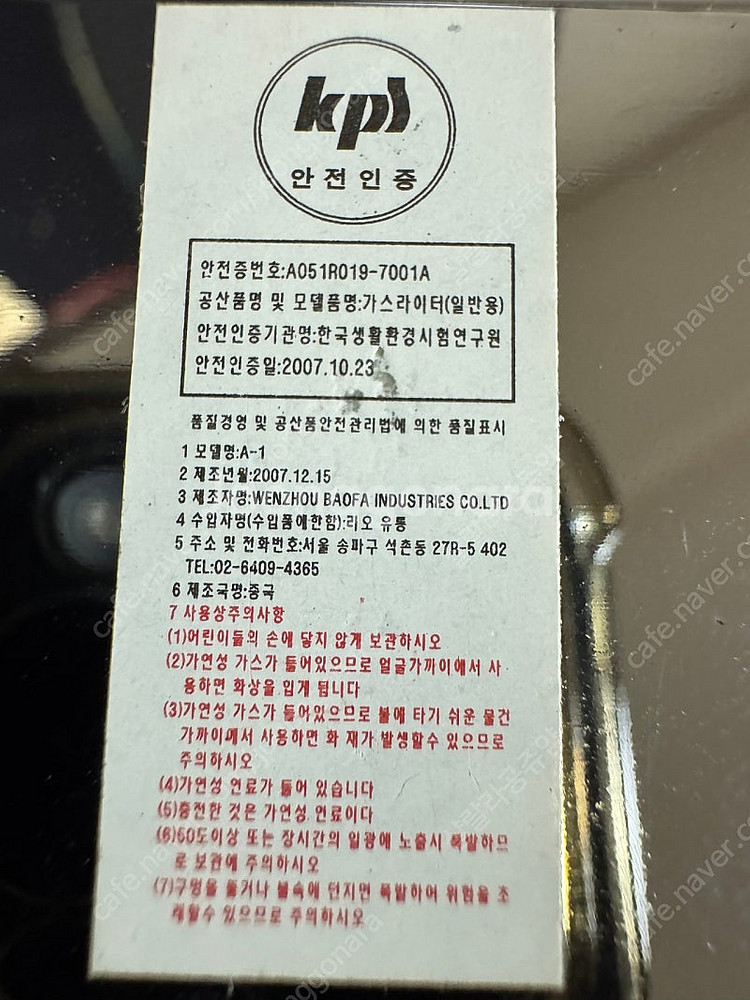 kps
안전인증
안전증번호:A051R019-7001A
공산품명 및 모델품명:가스라이터(일반용)
안전인증기관명:한국생활환경시험연구원
안전인증일:2007.10.23
품질경영 및 공산품안전관리법에 의한 품질표시
1 모델명:A-1
2 제조년월:2007.12.15
3 제조자명:WENZHOU BAOFA INDUSTRIES CO.LTD
4 수입자명(수입품에한함):리오 유통
5 주소 및 전화번호:서울 송파구 석촌동 27R-5 402
TEL:02-6409-4365
6 제조국명:중국
7 사용상주의사항
(1)어린이들의 손에 닿지 않게 보관하시오
(2)가연성 가스가 들어있으므로 얼굴가까이에서 사
용하면 화상을 입게 됩니다
(3)가연성 가스가 들어있으므로 불에 타기 쉬운 물건
가까이에서 사용하면 화 재가 발생할수 있으므로
주의하시오
(4)가연성 연료가 들어 있습니다
(5)충전한 것은 가연성 연료이다
(6)60도이상 또는 장시간의 일광에 노출시 폭발하므
로 보관에 주의하시오
(7)구멍을 뚫거나 불속에 던지면 폭발하여 위험을 초
래할수 있으므로 주의하시오
cafe.naver.com
cafe.naver
cafe.naver
cafe.naver